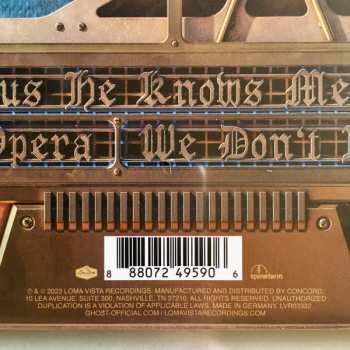 us He Knows Me
Opera | We Don't
8 88072 49590 6
spinefarm
℗ & © 2023 LOMA VISTA RECORDINGS. MANUFACTURED AND DISTRIBUTED BY CONCORD,
10 LEA AVENUE, SUITE 300, NASHVILLE, TN 37210. ALL RIGHTS RESERVED. UNAUTHORIZED
DUPLICATION IS A VIOLATION OF APPLICABLE LAWS. MADE IN GERMANY. LVR03332
GHOST-OFFICIAL.COM / LOMAVISTARECORDINGS.COM